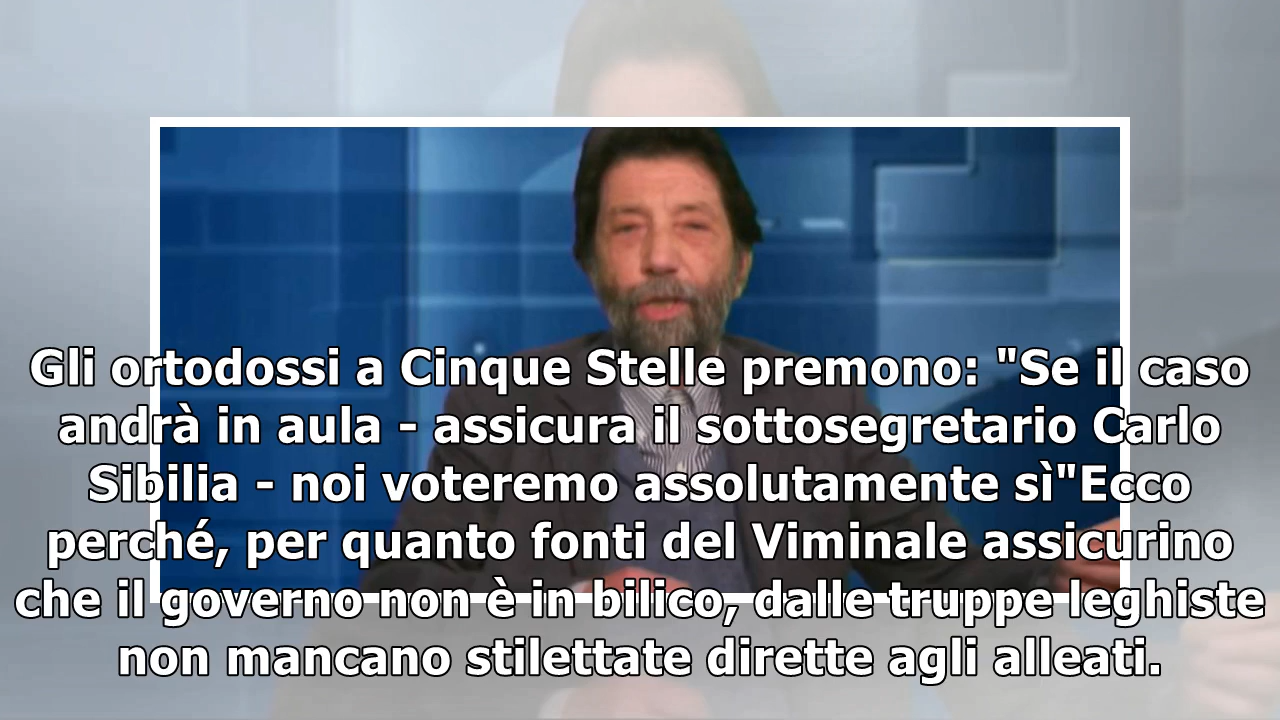 Gli ortodossi a Cinque Stelle premono: "Se il caso
andrà in aula - assicura il sottosegretario Carlo
Sibilia - noi voteremo assolutamente sì"Ecco
perché, per quanto fonti del Viminale assicurino
che il governo non è in bilico, dalle truppe leghiste
non mancano stilettate dirette agli alleati.